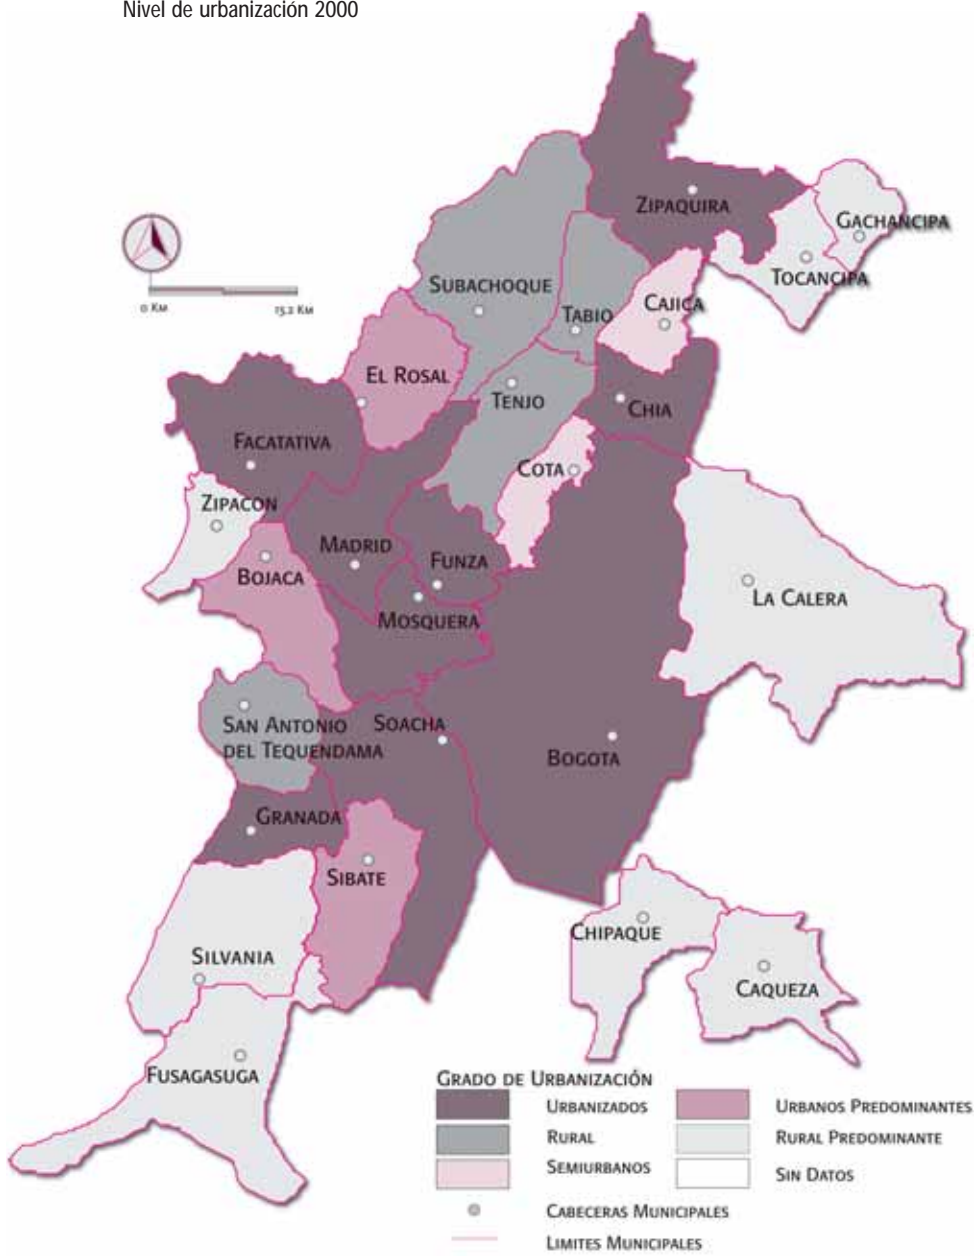 Nivel de urbanización 2000
ZIPAQUIRA
GACHANCIPA
TOCANCIPA
SUBACHOQUE
TABIO
CAJICA
0 KM
15.2 KM
EL ROSAL
TENJO
CHIA
FACATATIVA
COTA
ZIPACON
MADRID
FUNZA
BOJACA
LA CALERA
MOSQUERA
SAN ANTONIO
DEL TEQUENDAMA
SOACHA
BOGOTA
GRANADA
SIBATE
CHIPAQUE
SILVANIA
CAQUEZA
FUSAGASUGA
GRADO DE URBANIZACIÓN
URBANIZADOS
URBANOS PREDOMINANTES
RURAL
RURAL PREDOMINANTE
SEMIURBANOS
SIN DATOS
CABECERAS MUNICIPALES
LIMITES MUNICIPALES